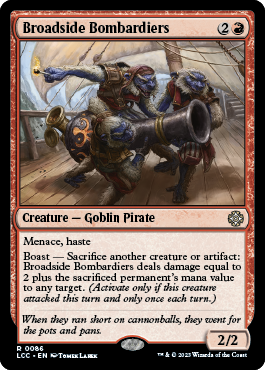 Broadside Bombardiers 2
Creature — Goblin Pirate
Menace, haste
Boast — Sacrifice another creature or artifact:
Broadside Bombardiers deals damage equal to
2 plus the sacrificed permanent's mana value
to any target. (Activate only if this creature
attacked this turn and only once each turn.)
When they ran short on cannonballs, they went for
the pots and pans.
2/2
R 0086
LCC • EN Tomek Larek
™ & © 2023 Wizards of the Coast